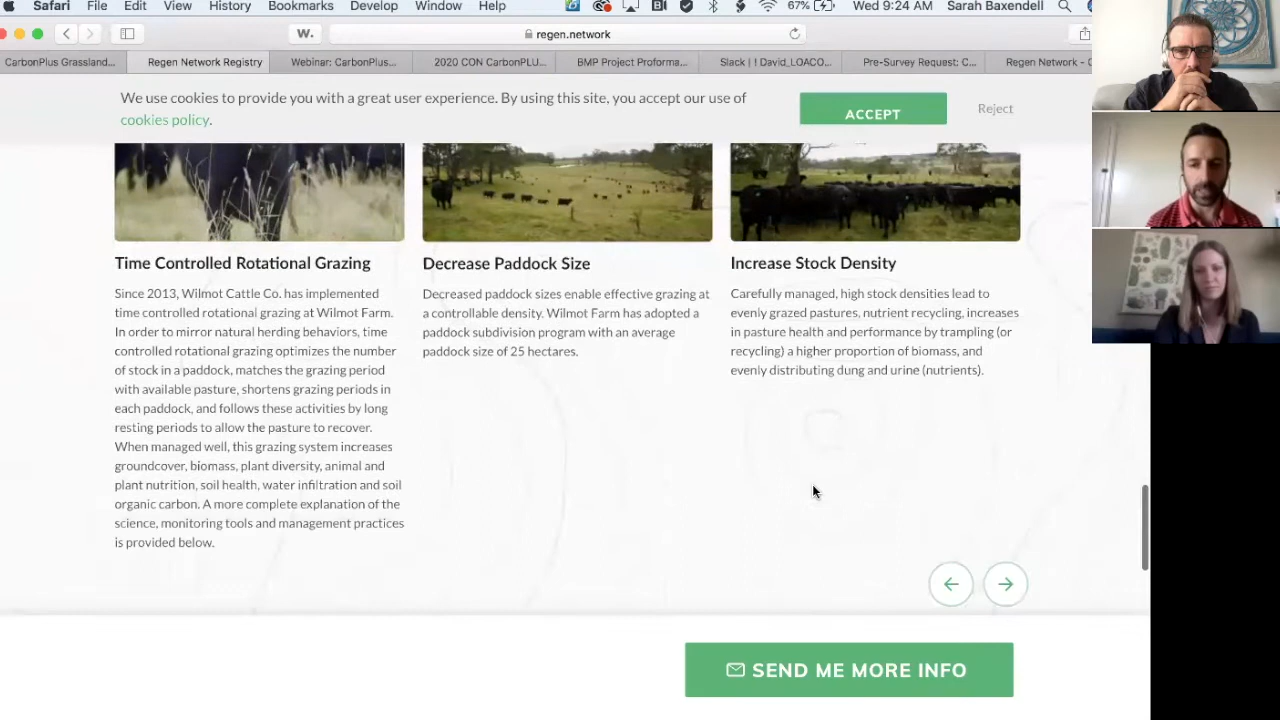 Safari File Edit View History Bookmarks Develop Window Help 67% Wed 9:24 AM Sarah Baxendell
W. regen.network
CarbonPlus Grassland... Regen Network Registry Webinar: CarbonPlus... 2020 CON CarbonPLU... BMP Project Proforma... Slack | ! David_LOACO... Pre-Survey Request: C... Regen Network - C
We use cookies to provide you with a great user experience. By using this site, you accept our use of
cookies policy.
ACCEPT
Reject
Time Controlled Rotational Grazing
Since 2013, Wilmot Cattle Co. has implemented
time controlled rotational grazing at Wilmot Farm.
In order to mirror natural herding behaviors, time
controlled rotational grazing optimizes the number
of stock in a paddock, matches the grazing period
with available pasture, shortens grazing periods in
each paddock, and follows these activities by long
resting periods to allow the pasture to recover.
When managed well, this grazing system increases
groundcover, biomass, plant diversity, animal and
plant nutrition, soil health, water infiltration and soil
organic carbon. A more complete explanation of the
science, monitoring tools and management practices
is provided below.
Decrease Paddock Size
Decreased paddock sizes enable effective grazing at
a controllable density. Wilmot Farm has adopted a
paddock subdivision program with an average
paddock size of 25 hectares.
Increase Stock Density
Carefully managed, high stock densities lead to
evenly grazed pastures, nutrient recycling, increases
in pasture health and performance by trampling (or
recycling) a higher proportion of biomass, and
evenly distributing dung and urine (nutrients).
SEND ME MORE INFO